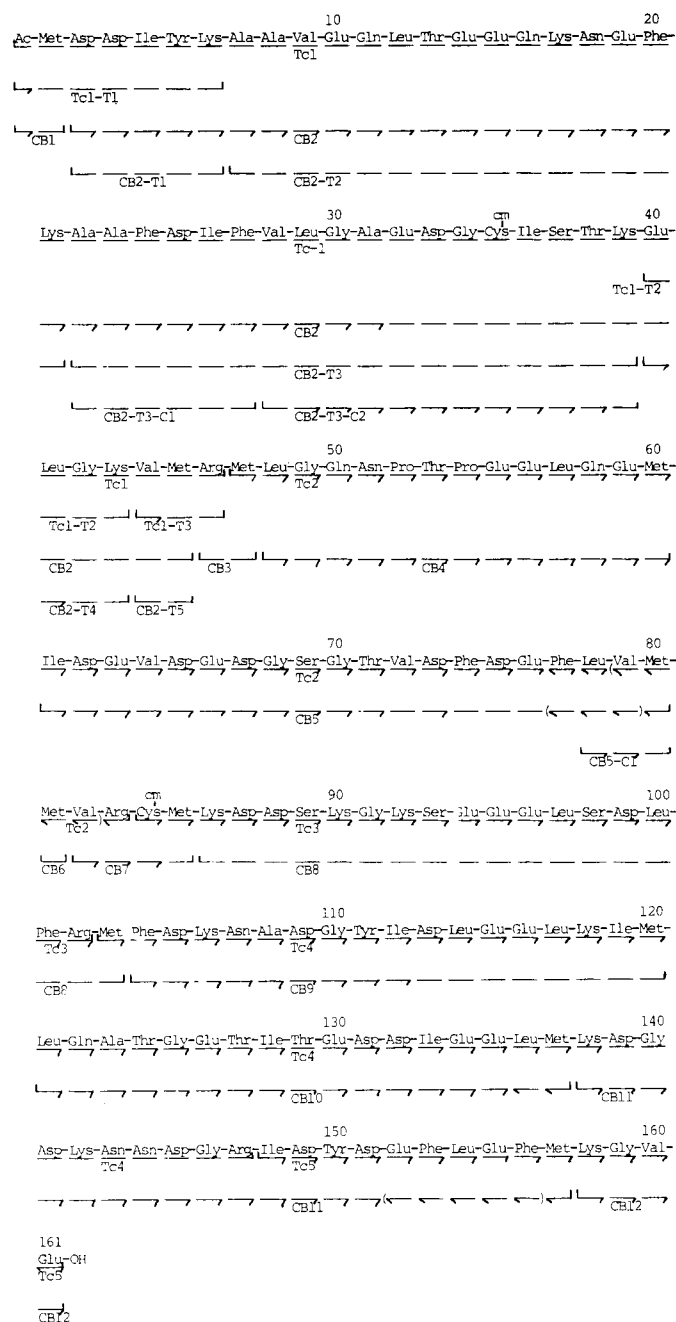 10 20
Ac-Met-Asp-Asp-Ile-Tyr-Lys-Ala-Ala-Val-Glu-Gln-Leu-Thr-Glu-Glu-Gln-Lys-Asn-Glu-Phe-
Tc1
Tc1-T1
CB1 CB2
CB2-T1 CB2-T2
30 cm 40
Lys-Ala-Ala-Phe-Asp-Ile-Phe-Val-Leu-Gly-Ala-Glu-Asp-Gly-Cys-Ile-Ser-Thr-Lys-Glu-
Tc-1
Tc1-T2
CB2
CB2-T3
CB2-T3-C1 CB2-T3-C2
50 60
Leu-Gly-Lys-Val-Met-Arg-Met-Leu-Gly-Gln-Asn-Pro-Thr-Pro-Glu-Glu-Leu-Gln-Glu-Met-
Tc1 Tc2
Tc1-T2 Tc1-T3
CB2 CB3 CB4
CB2-T4 CB2-T5
70 80
Ile-Asp-Glu-Val-Asp-Glu-Asp-Gly-Ser-Gly-Thr-Val-Asp-Phe-Asp-Glu-Phe-Leu-(Val-Met-
Tc2
CB5
CB5-C1
cm 90 100
Met-Val-Arg-Cys-Met-Lys-Asp-Asp-Ser-Lys-Gly-Lys-Ser-Glu-Glu-Glu-Leu-Ser-Asp-Leu-
Tc2 Tc3
CB6 CB7 CB8
110 120
Phe-Arg-Met Phe-Asp-Lys-Asn-Ala-Asp-Gly-Tyr-Ile-Asp-Leu-Glu-Glu-Leu-Lys-Ile-Met-
Tc3 Tc4
CB8 CB9
130 140
Leu-Gln-Ala-Thr-Gly-Glu-Thr-Ile-Thr-Glu-Asp-Asp-Ile-Glu-Glu-Leu-Met-Lys-Asp-Gly
Tc4
CB10 CB11
150 160
Asp-Lys-Asn-Asn-Asp-Gly-Arg-Ile-Asp-Tyr-Asp-Glu-Phe-Leu-Glu-Phe-Met-Lys-Gly-Val-
Tc4 Tc5
CB11 CB12
161
Glu-OH
Tc5
CB12